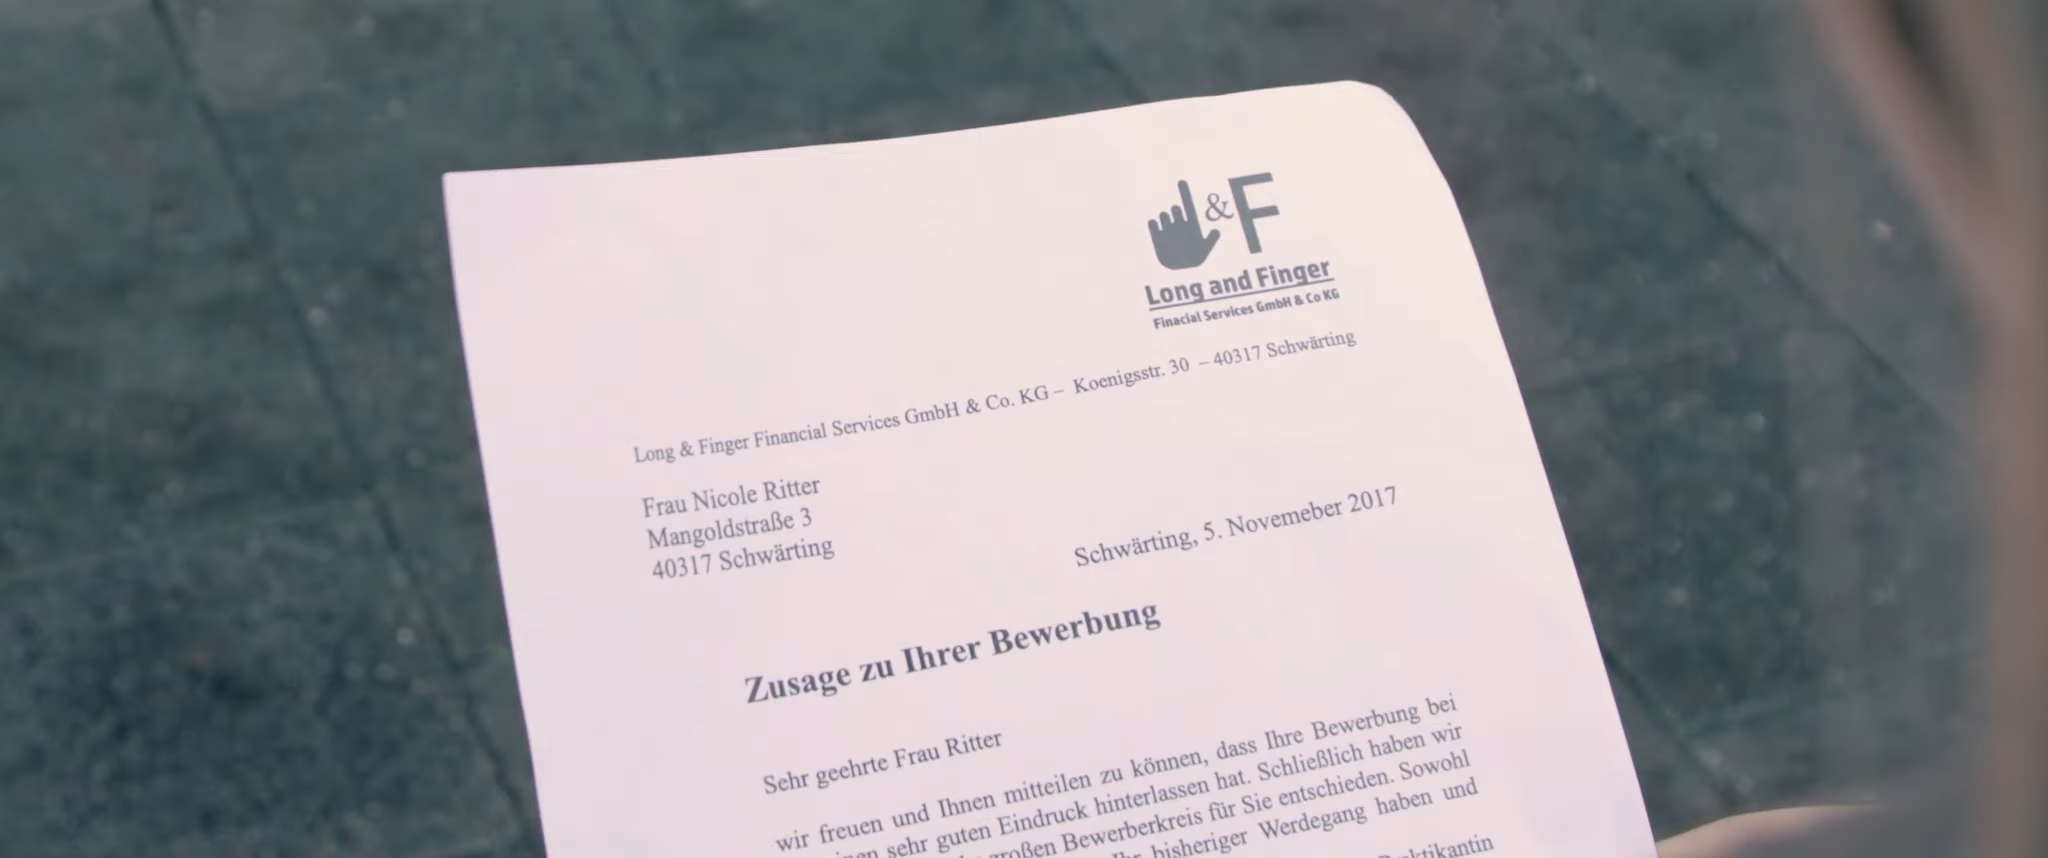 &F
Long and Finger
Finacial Services GmbH & Co KG
Long & Finger Financial Services GmbH & Co. KG – Koenigsstr. 30 – 40317 Schwärting
Frau Nicole Ritter
Mangoldstraße 3
40317 Schwärting
Schwärting, 5. Novemeber 2017
Zusage zu Ihrer Bewerbung
Sehr geehrte Frau Ritter
wir freuen und Ihnen mitteilen zu können, dass Ihre Bewerbung bei
sehr guten Eindruck hinterlassen hat. Schließlich haben wir
großen Bewerberkreis für Sie entschieden. Sowohl
bisheriger Werdegang haben und